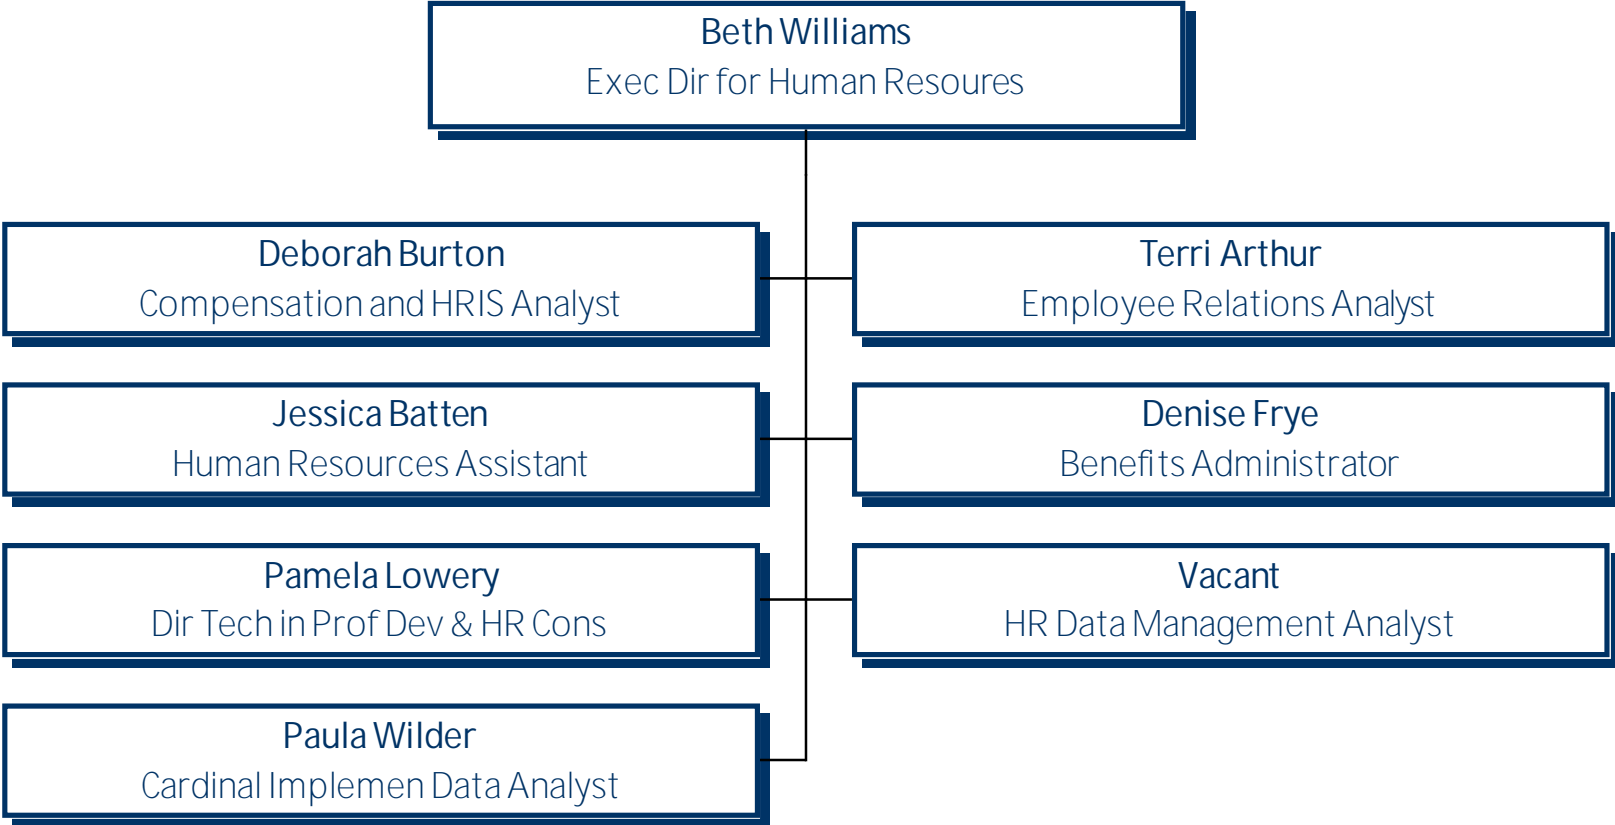 Beth Williams
Exec Dir for Human Resoures
Deborah Burton
Compensation and HRIS Analyst
Terri Arthur
Employee Relations Analyst
Jessica Batten
Human Resources Assistant
Denise Frye
Benefits Administrator
Pamela Lowery
Dir Tech in Prof Dev & HR Cons
Vacant
HR Data Management Analyst
Paula Wilder
Cardinal Implemen Data Analyst